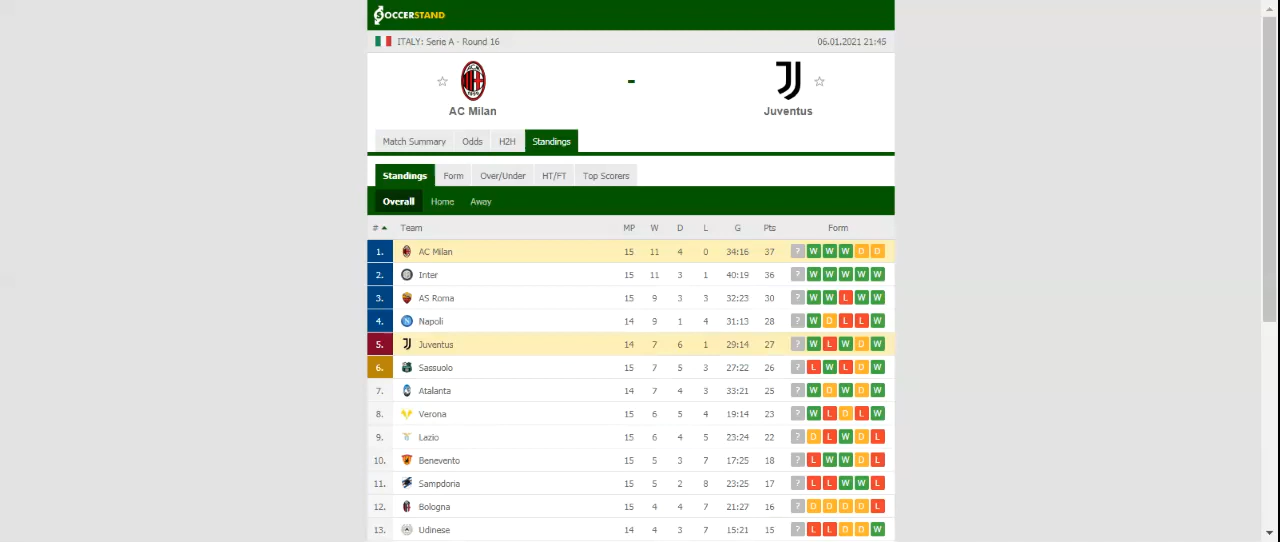 SOCCERSTAND
ITALY: Serie A - Round 16 06.01.2021 21:45
-
AC Milan Juventus
Match Summary Odds H2H Standings
Standings Form Over/Under HT/FT Top Scorers
Overall Home Away
# Team MP W D L G Pts Form
1. AC Milan 15 11 4 0 34:16 37 ? W W W D D
2. Inter 15 11 3 1 40:19 36 ? W W W W W
3. AS Roma 15 9 3 3 32:23 30 ? W W L W W
4. Napoli 14 9 1 4 31:13 28 ? W D L L W
5. Juventus 14 7 6 1 29:14 27 ? W L W D W
6. Sassuolo 15 7 5 3 27:22 26 ? L W L D W
7. Atalanta 14 7 4 3 33:21 25 ? W D W D W
8. Verona 15 6 5 4 19:14 23 ? W L D L W
9. Lazio 15 6 4 5 23:24 22 ? D L W D L
10. Benevento 15 5 3 7 17:25 18 ? L W W D L
11. Sampdoria 15 5 2 8 23:25 17 ? L L W W L
12. Bologna 15 4 4 7 21:27 16 ? D D D D L
13. Udinese 14 4 3 7 15:21 15 ? L L D D W